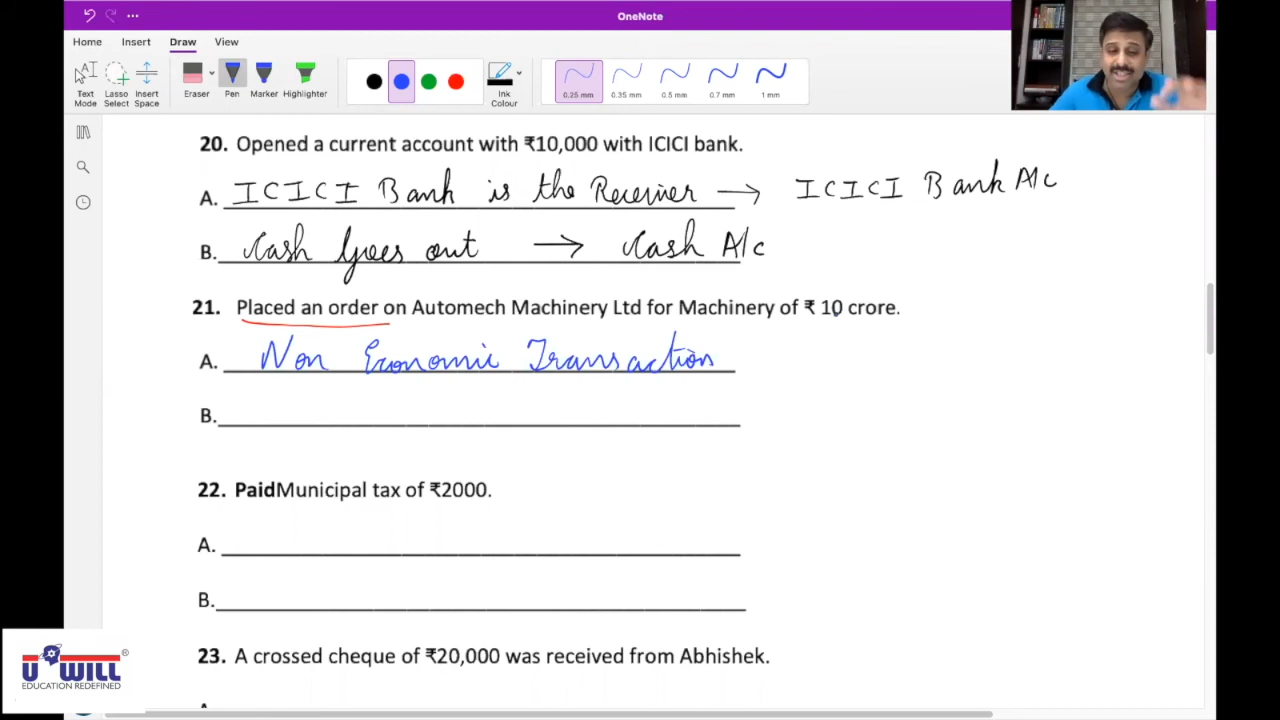 OneNote
Home Insert Draw View
Text Mode
Lasso Select
Insert Space
Eraser
Pen
Marker
Highlighter
Ink Colour
0.25 mm
0.35 mm
0.5 mm
0.7 mm
1 mm
20. Opened a current account with ₹10,000 with ICICI bank.
A. ICICI Bank is the Receiver → ICICI Bank A/c
B. Cash Goes out → Cash A/c
21. Placed an order on Automech Machinery Ltd for Machinery of ₹ 10 crore.
A. Non Economic Transaction
B.
22. PaidMunicipal tax of ₹2000.
A.
B.
23. A crossed cheque of ₹20,000 was received from Abhishek.
U WILL ®
EDUCATION REDEFINED